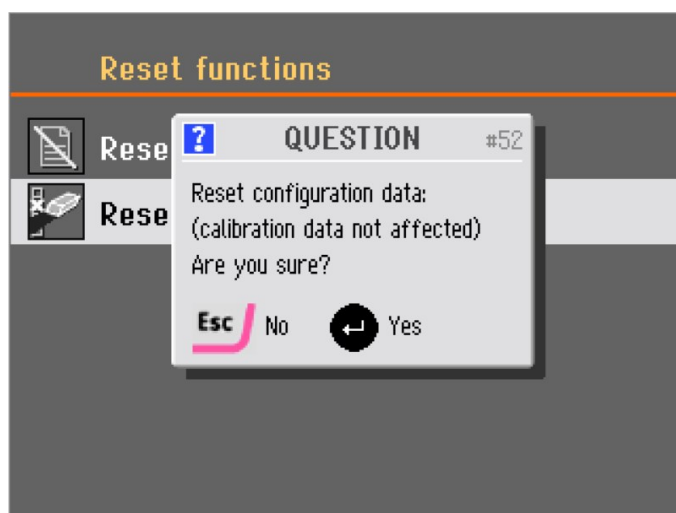 Reset functions
Rese
QUESTION #52
Rese
Reset configuration data:
(calibration data not affected)
Are you sure?
Esc No Yes